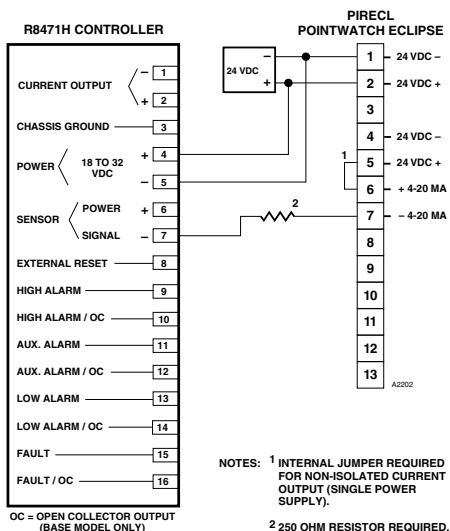 R8471H CONTROLLER
PIRECL
POINTWATCH ECLIPSE
24 VDC
–
+
CURRENT OUTPUT
– 1
+ 2
CHASSIS GROUND 3
POWER
18 TO 32
VDC
+ 4
– 5
SENSOR
POWER + 6
SIGNAL – 7
EXTERNAL RESET 8
HIGH ALARM 9
HIGH ALARM / OC 10
AUX. ALARM 11
AUX. ALARM / OC 12
LOW ALARM 13
LOW ALARM / OC 14
FAULT 15
FAULT / OC 16
OC = OPEN COLLECTOR OUTPUT
(BASE MODEL ONLY)
2
1
1 24 VDC –
2 24 VDC +
3
4 24 VDC –
5 24 VDC +
6 + 4-20 MA
7 – 4-20 MA
8
9
10
11
12
13
A2202
NOTES: 1 INTERNAL JUMPER REQUIRED
FOR NON-ISOLATED CURRENT
OUTPUT (SINGLE POWER
SUPPLY).
2 250 OHM RESISTOR REQUIRED.